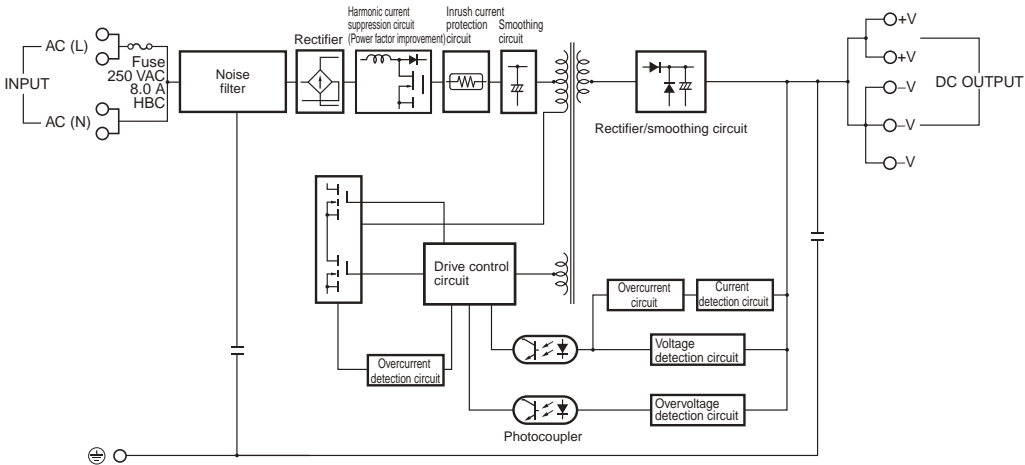 INPUT
AC (L)
AC (N)
Fuse
250 VAC
8.0 A
HBC
Noise
filter
Rectifier
Harmonic current
suppression circuit
(Power factor improvement)
Inrush current
protection
circuit
Smoothing
circuit
Rectifier/smoothing circuit
+V
+V
–V
–V
–V
DC OUTPUT
Drive control
circuit
Overcurrent
detection circuit
Overcurrent
circuit
Current
detection circuit
Voltage
detection circuit
Overvoltage
detection circuit
Photocoupler